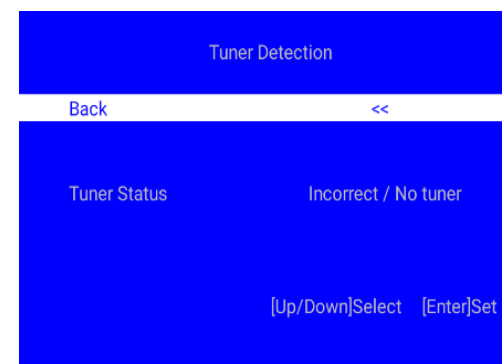 Tuner Detection
Back <<
Tuner Status Incorrect / No tuner
[Up/Down]Select [Enter]Set